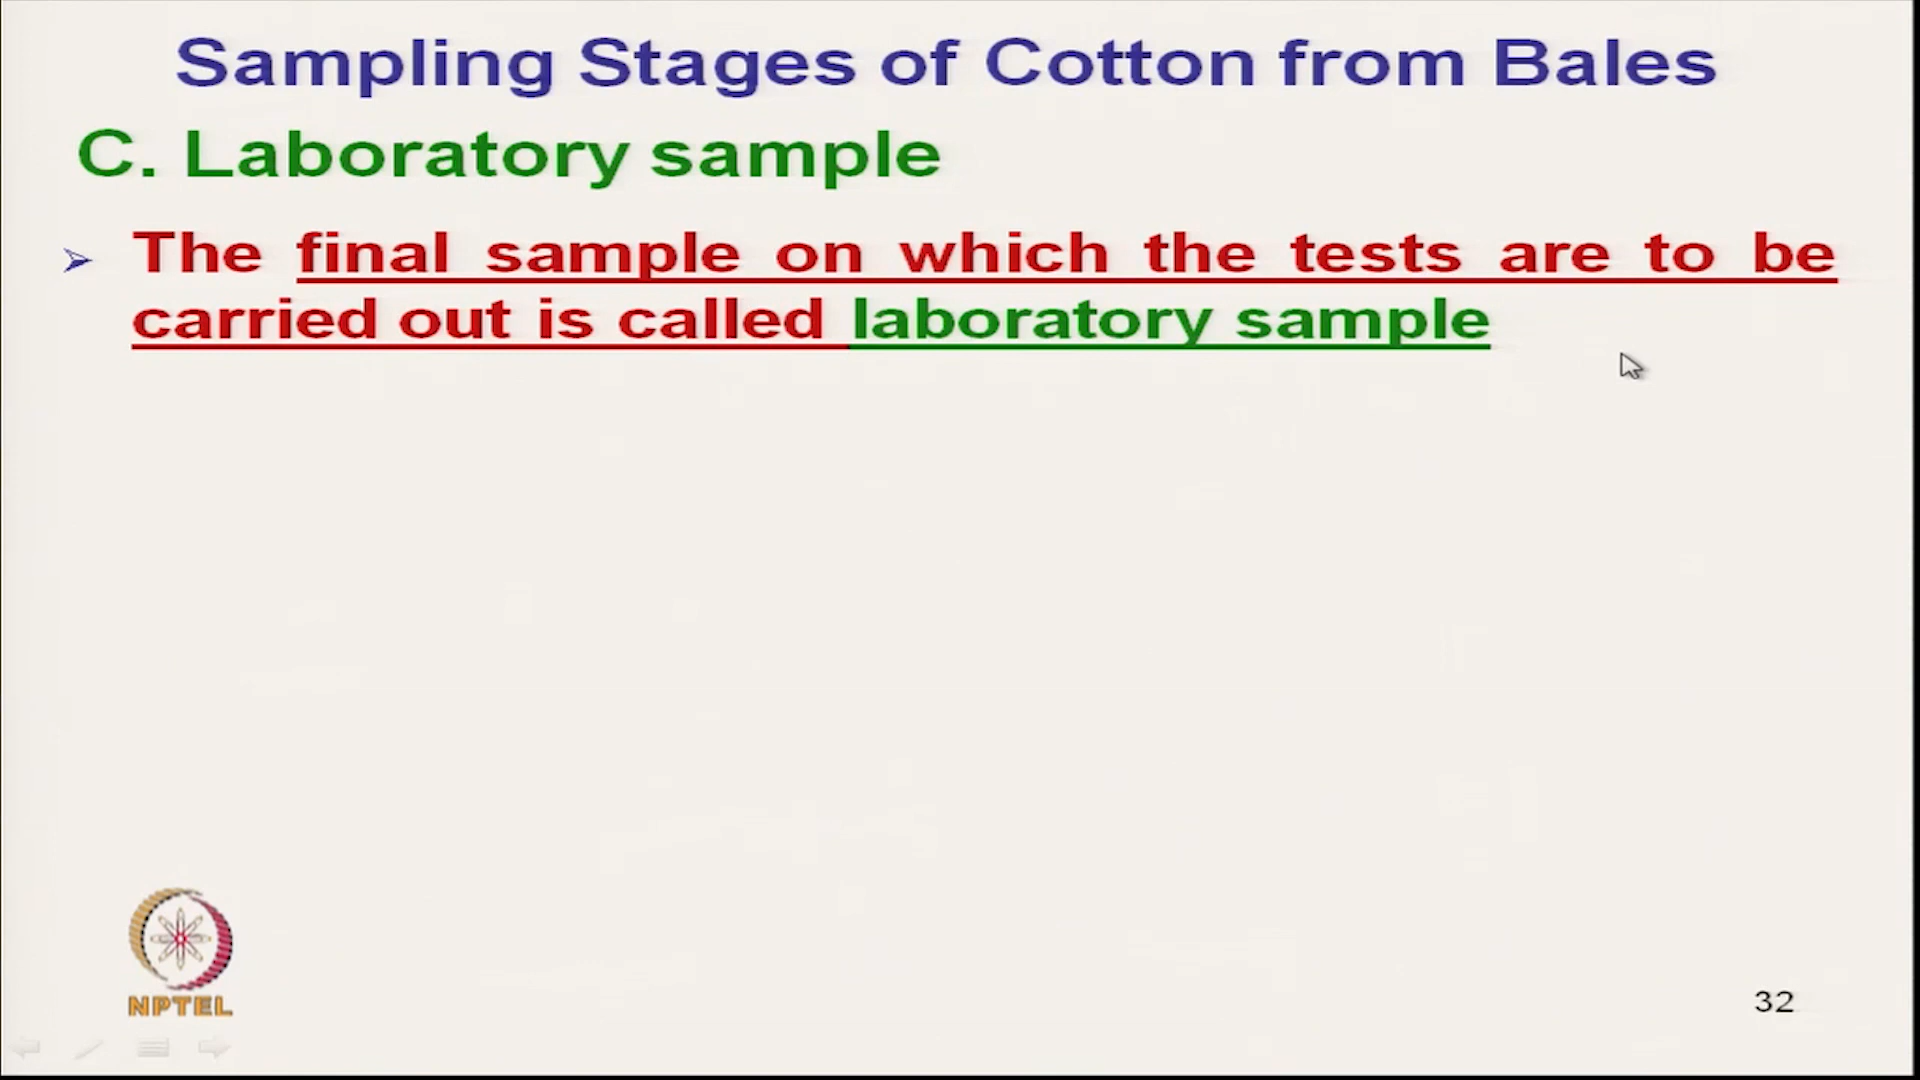 Sampling Stages of Cotton from Bales
C. Laboratory sample
➢ The final sample on which the tests are to be
carried out is called laboratory sample
NPTEL
32